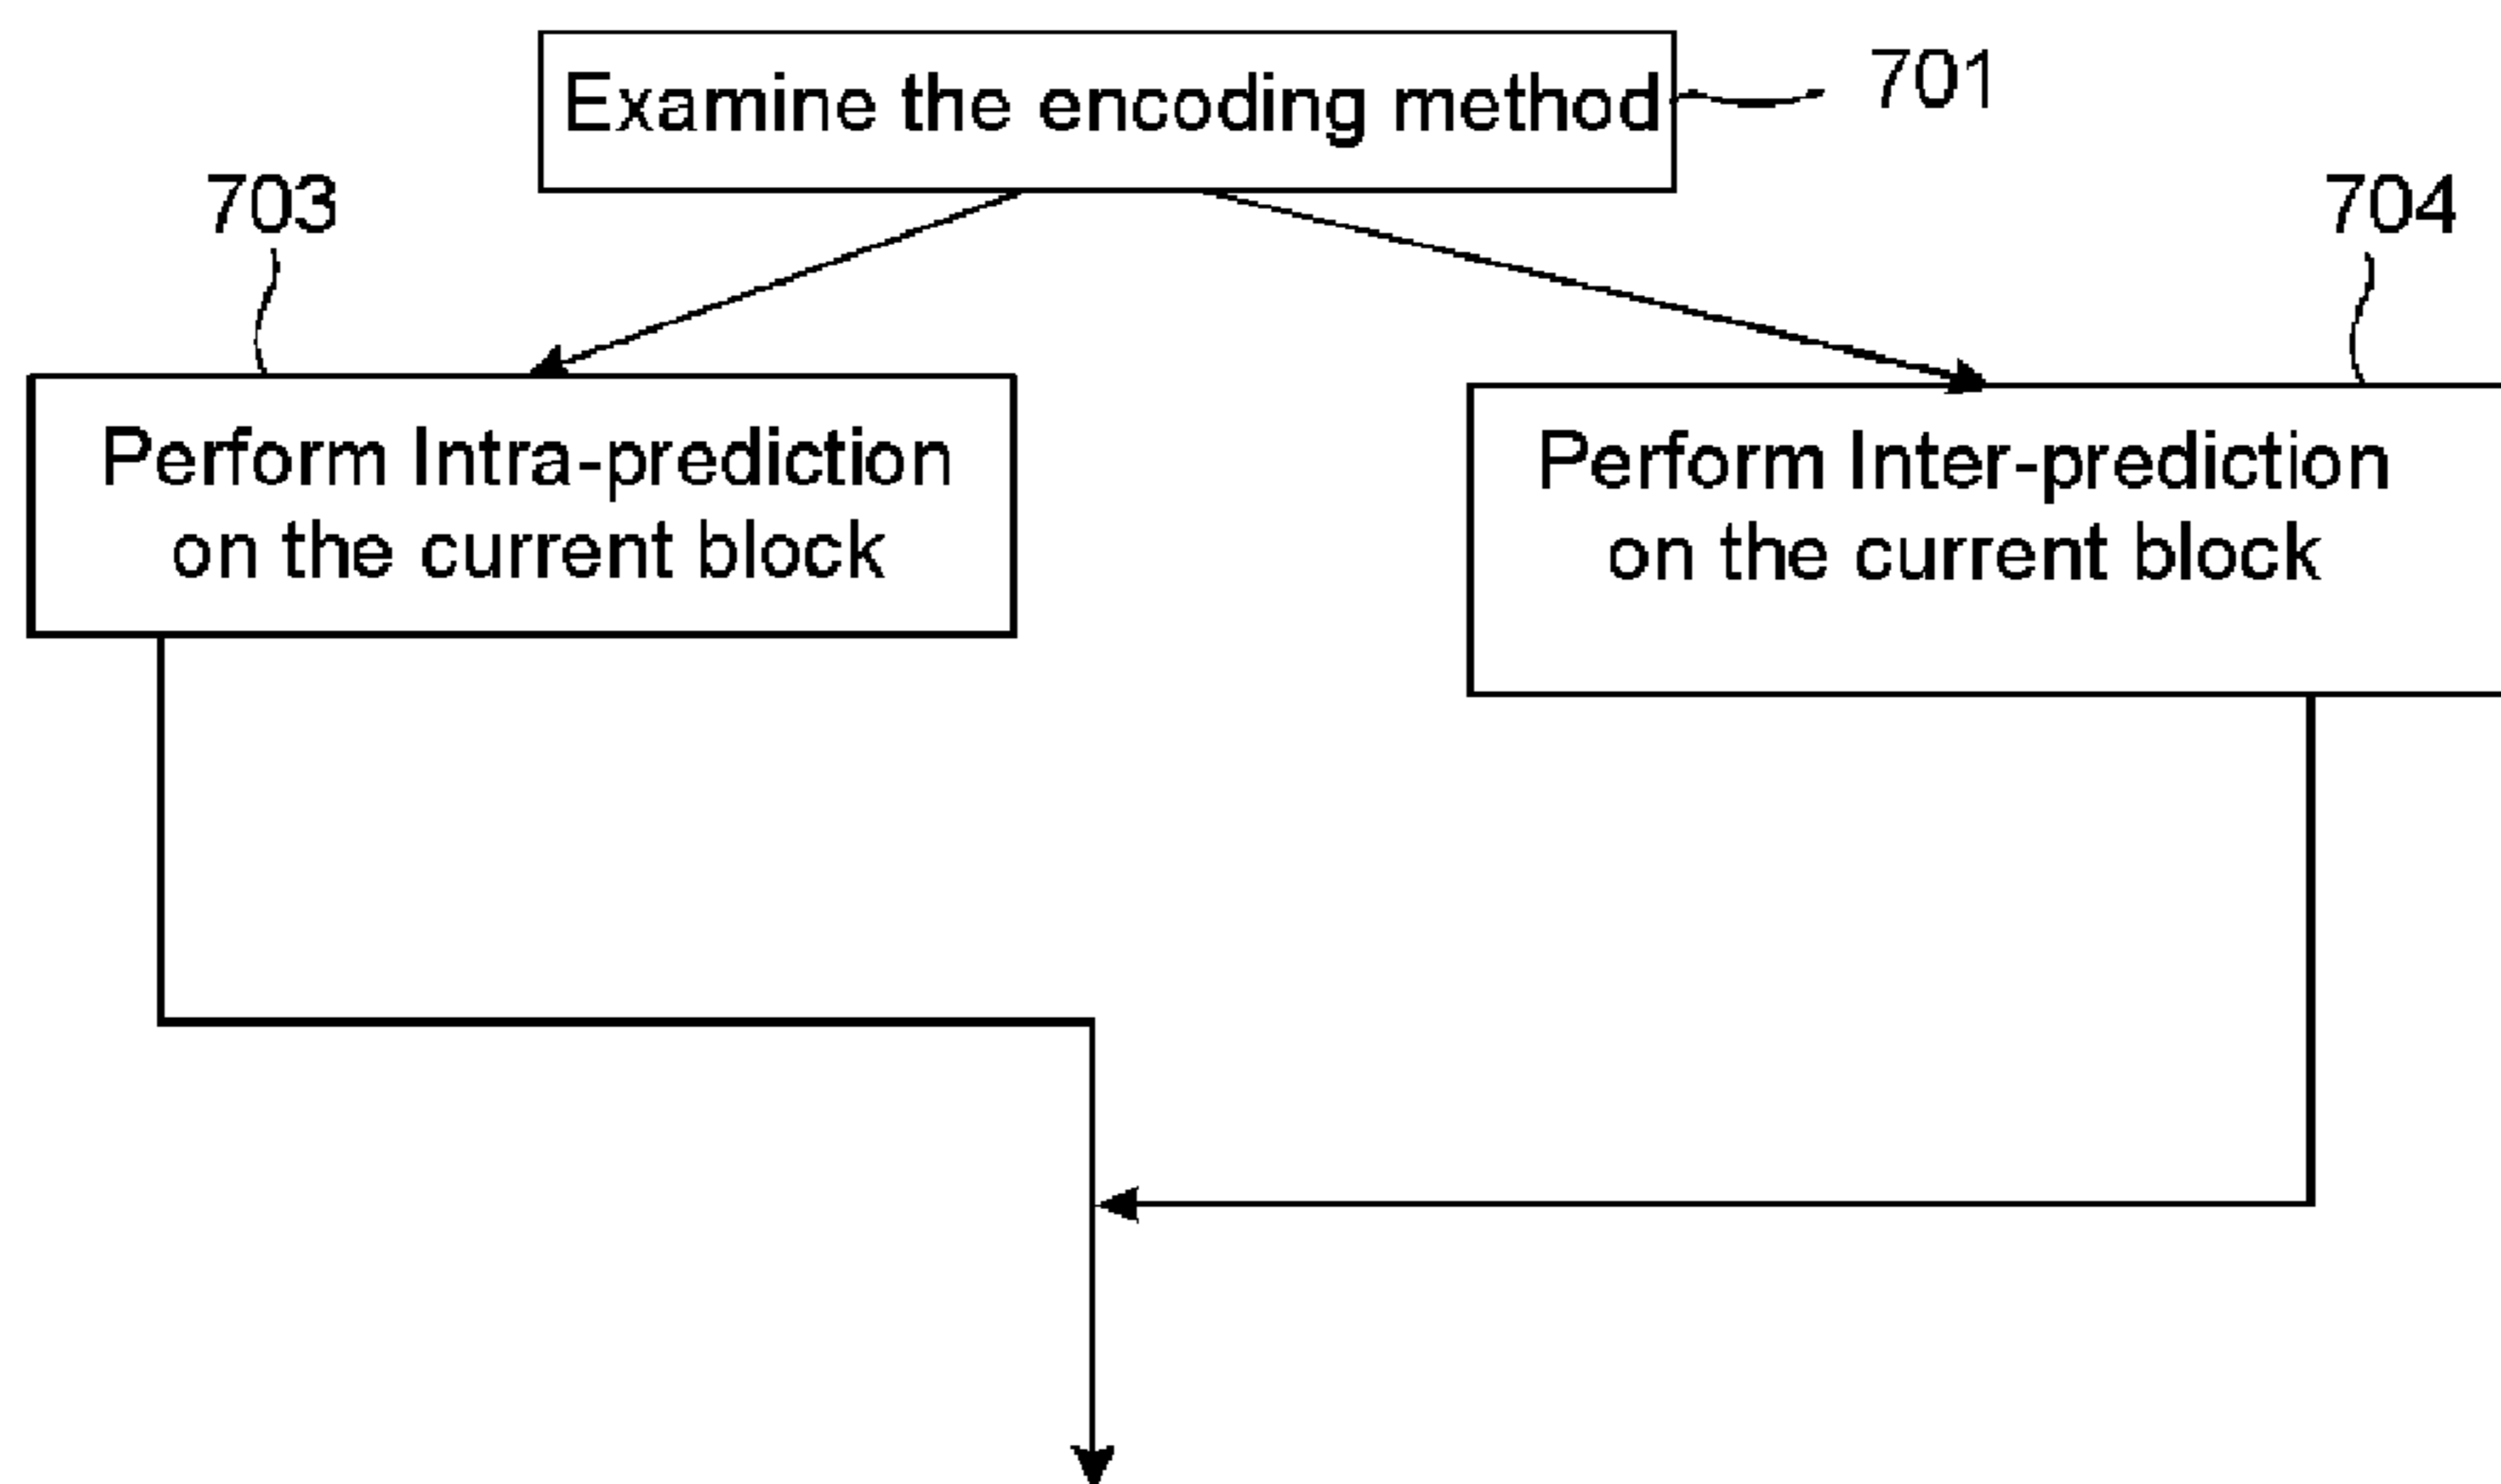 Examine the encoding method
701
703
704
Perform Intra-prediction
on the current block
Perform Inter-prediction
on the current block